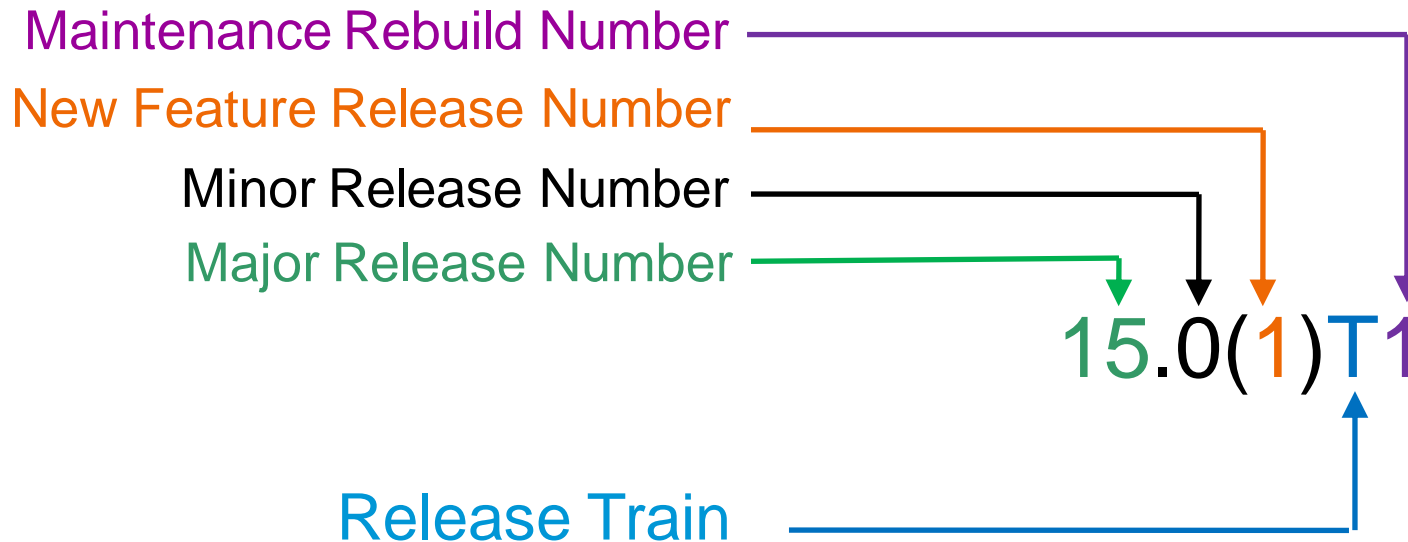 Maintenance Rebuild Number
New Feature Release Number
Minor Release Number
Major Release Number
15.0(1)T1
Release Train